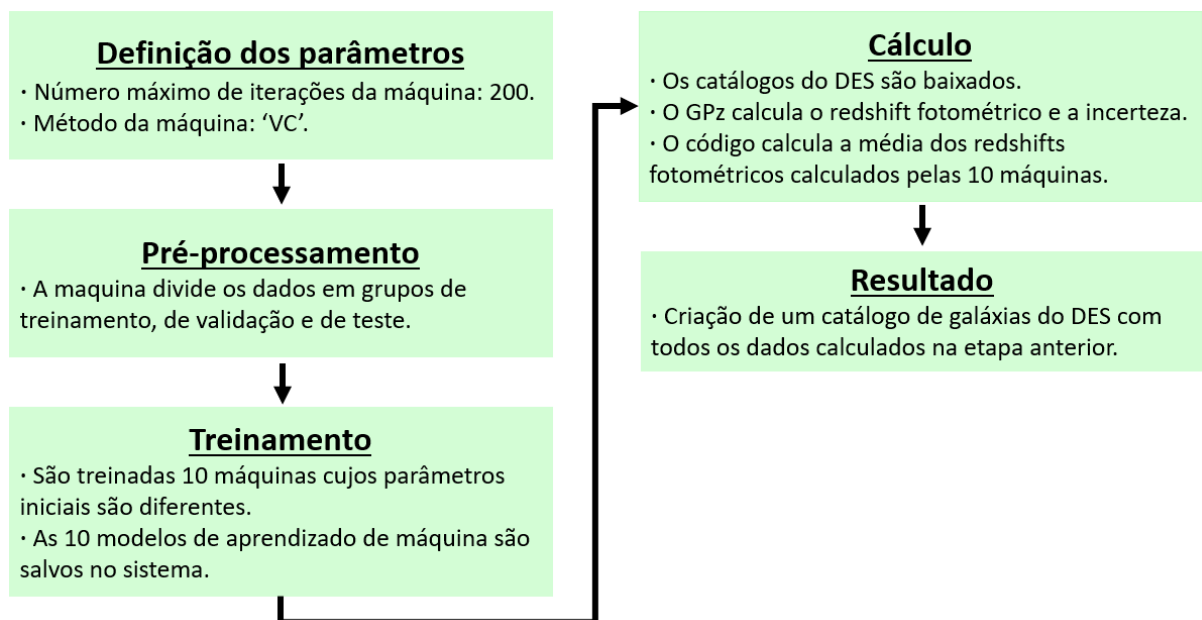 Definição dos parâmetros
· Número máximo de iterações da máquina: 200.
· Método da máquina: ‘VC’.
Pré-processamento
· A maquina divide os dados em grupos de
treinamento, de validação e de teste.
Treinamento
· São treinadas 10 máquinas cujos parâmetros
iniciais são diferentes.
· As 10 modelos de aprendizado de máquina são
salvos no sistema.
Cálculo
· Os catálogos do DES são baixados.
· O GPz calcula o redshift fotométrico e a incerteza.
· O código calcula a média dos redshifts
fotométricos calculados pelas 10 máquinas.
Resultado
· Criação de um catálogo de galáxias do DES com
todos os dados calculados na etapa anterior.